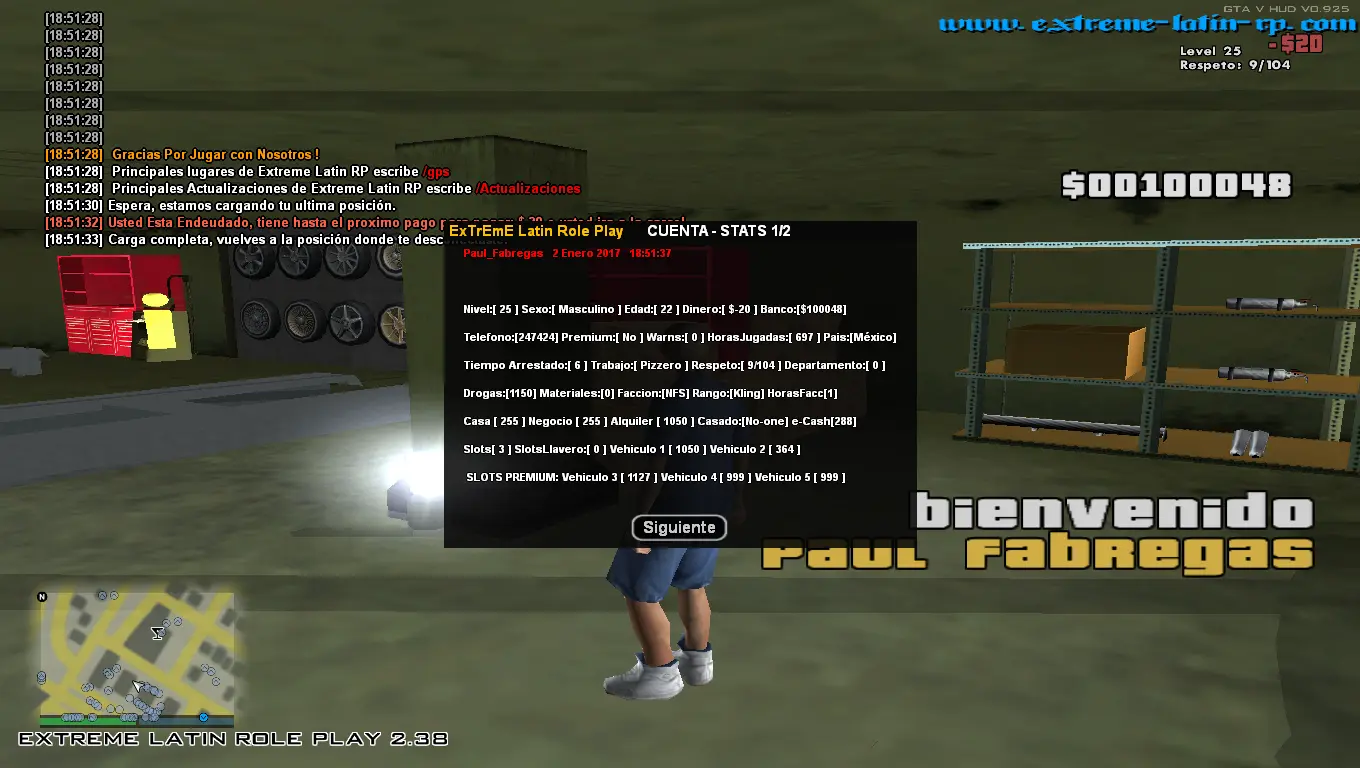 GTA V HUD V0.925
www.extreme-latin-rp.com
Level 25 -$20
Respeto: 9/104
$00100048
[18:51:28]
[18:51:28]
[18:51:28]
[18:51:28]
[18:51:28]
[18:51:28]
[18:51:28]
[18:51:28]
[18:51:28] Gracias Por Jugar con Nosotros !
[18:51:28] Principales lugares de Extreme Latin RP escribe /gps
[18:51:28] Principales Actualizaciones de Extreme Latin RP escribe /Actualizaciones
[18:51:30] Espera, estamos cargando tu ultima posición.
[18:51:32] Usted Esta Endeudado, tiene hasta el proximo pago para pagar: $-20 o usted ira a la carcel
[18:51:33] Carga completa, vuelves a la posición donde te desc
ExTrEmE Latin Role Play CUENTA - STATS 1/2
Paul_Fabregas 2 Enero 2017 18:51:37
Nivel:[ 25 ] Sexo:[ Masculino ] Edad:[ 22 ] Dinero:[ $-20 ] Banco:[$100048]
Telefono:[247424] Premium:[ No ] Warns:[ 0 ] HorasJugadas:[ 697 ] Pais:[México]
Tiempo Arrestado:[ 6 ] Trabajo:[ Pizzero ] Respeto:[ 9/104 ] Departamento:[ 0 ]
Drogas:[1150] Materiales:[0] Faccion:[NFS] Rango:[Kling] HorasFacc[1]
Casa [ 255 ] Negocio [ 255 ] Alquiler [ 1050 ] Casado:[No-one] e-Cash[288]
Slots[ 3 ] SlotsLlavero:[ 0 ] Vehiculo 1 [ 1050 ] Vehiculo 2 [ 364 ]
SLOTS PREMIUM: Vehiculo 3 [ 1127 ] Vehiculo 4 [ 999 ] Vehiculo 5 [ 999 ]
Siguiente
bienvenido
Paul Fabregas
N
EXTREME LATIN ROLE PLAY 2.38